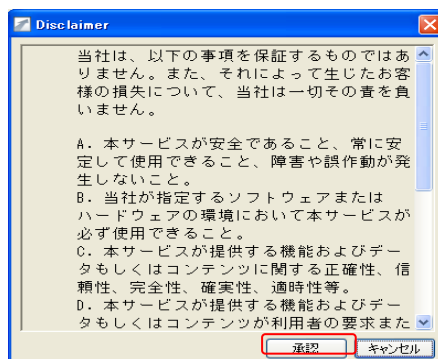 Disclaimer
当社は、以下の事項を保証するものではあ
りません。また、それによって生じたお客
様の損失について、当社は一切その責を負
いません。
A. 本サービスが安全であること、常に安
定して使用できること、障害や誤作動が発
生しないこと。
B. 当社が指定するソフトウェアまたは
ハードウェアの環境において本サービスが
必ず使用できること。
C. 本サービスが提供する機能およびデー
タもしくはコンテンツに関する正確性、信
頼性、完全性、確実性、適時性等。
D. 本サービスが提供する機能およびデー
タもしくはコンテンツが利用者の要求また
承認
キャンセル